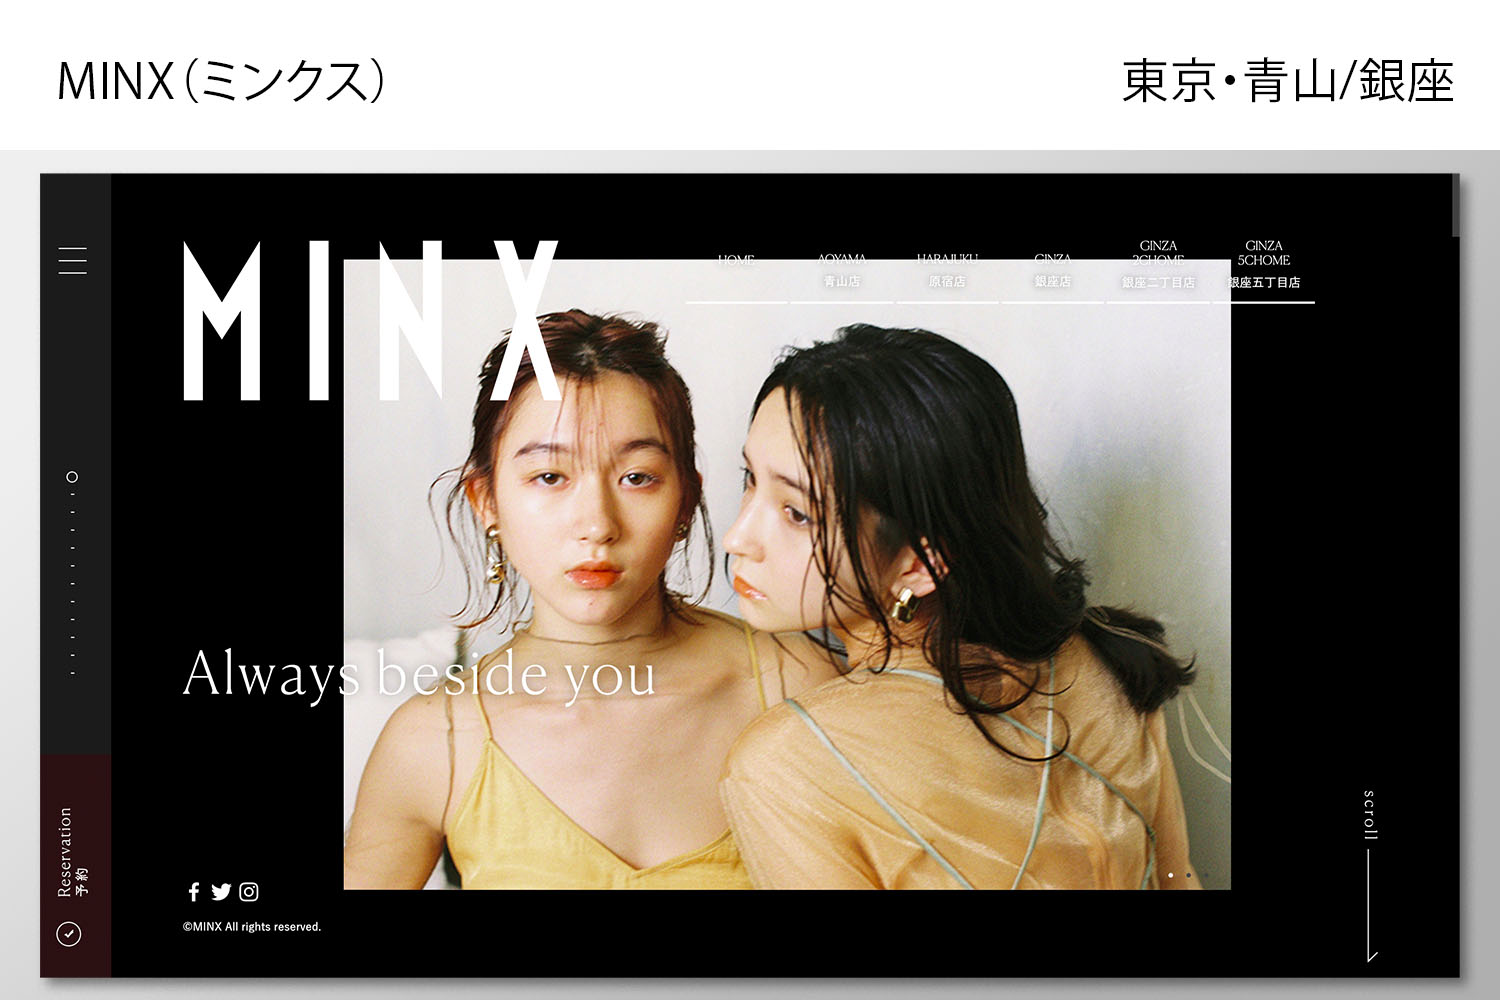 MINX（ミンクス）
東京・青山/銀座
MINX
HOME
AOYAMA
青山店
HARAJUKU
原宿店
GINZA
銀座店
GINZA
2CHOME
銀座二丁目店
GINZA
5CHOME
銀座五丁目店
Always beside you
Reservation
予約
©MINX All rights reserved.
scroll